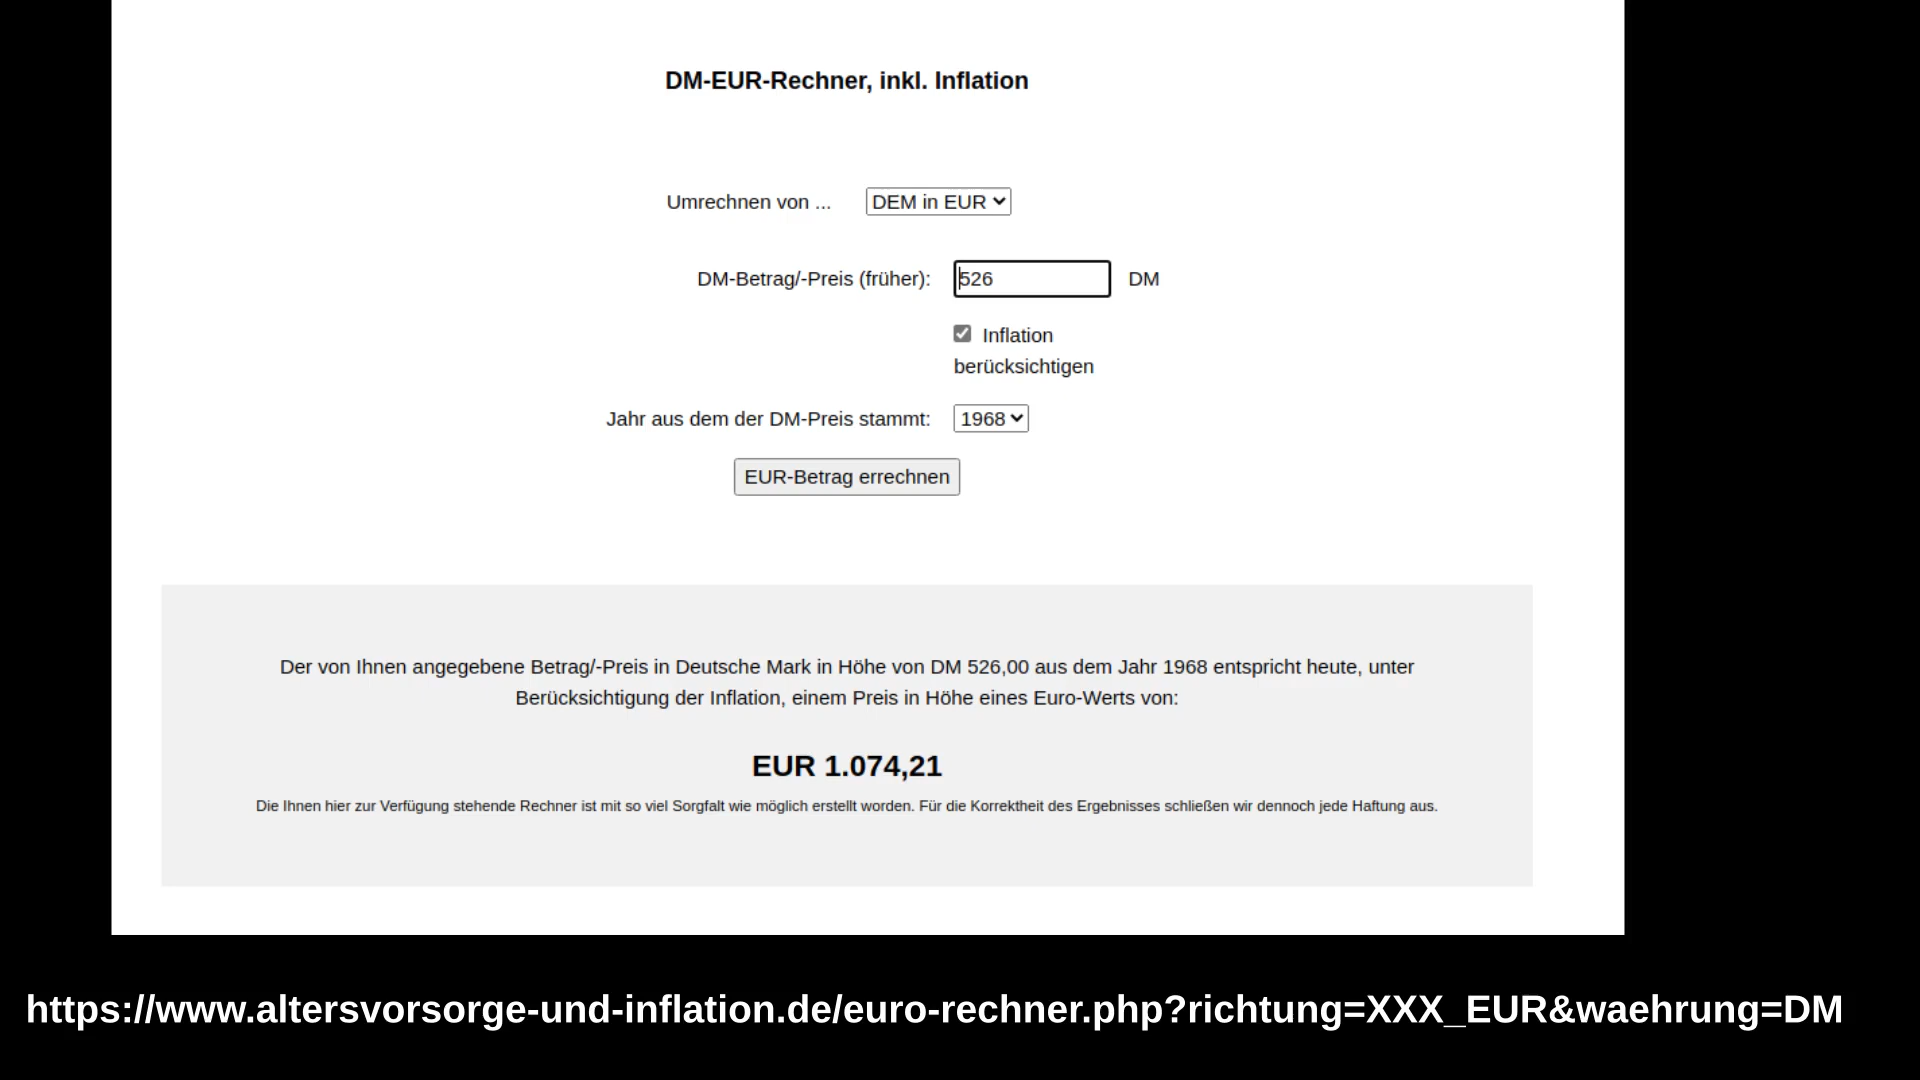 DM-EUR-Rechner, inkl. Inflation
Umrechnen von ... DEM in EUR
DM-Betrag/-Preis (früher): 526 DM
Inflation
berücksichtigen
Jahr aus dem der DM-Preis stammt: 1968
EUR-Betrag errechnen
Der von Ihnen angegebene Betrag/-Preis in Deutsche Mark in Höhe von DM 526,00 aus dem Jahr 1968 entspricht heute, unter
Berücksichtigung der Inflation, einem Preis in Höhe eines Euro-Werts von:
EUR 1.074,21
Die Ihnen hier zur Verfügung stehende Rechner ist mit so viel Sorgfalt wie möglich erstellt worden. Für die Korrektheit des Ergebnisses schließen wir dennoch jede Haftung aus.
https://www.altersvorsorge-und-inflation.de/euro-rechner.php?richtung=XXX_EUR&waehrung=DM